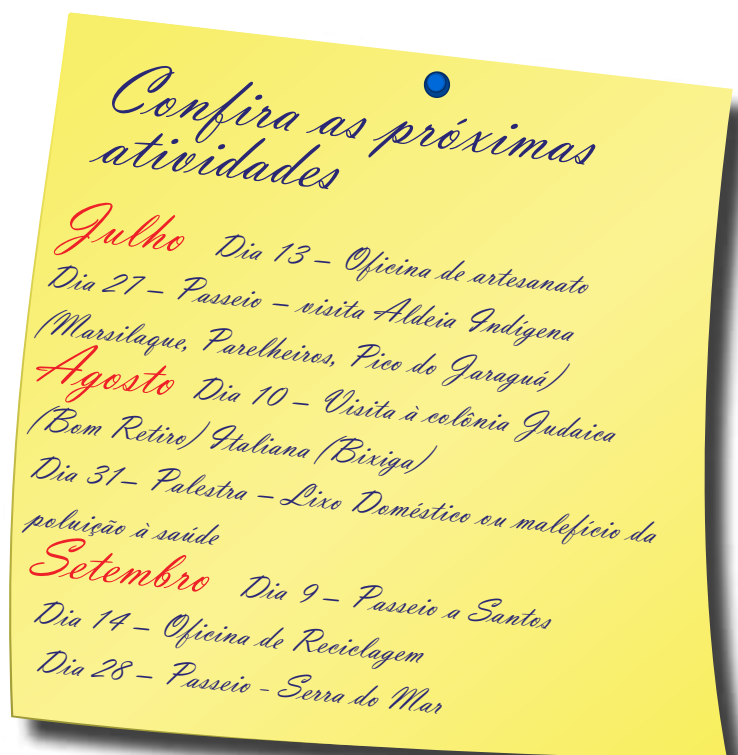 Confira as próximas
atividades
Julho Dia 13 – Oficina de artesanato
Dia 27 – Passeio – visita Aldeia Indígena
(Marsilaque, Parelheiros, Pico do Jaraguá)
Agosto Dia 10 – Visita à colônia Judaica
(Bom Retiro) Italiana (Bixiga)
Dia 31– Palestra – Lixo Doméstico ou malefício da
poluição à saúde
Setembro Dia 9 – Passeio a Santos
Dia 14 – Oficina de Reciclagem
Dia 28 – Passeio - Serra do Mar